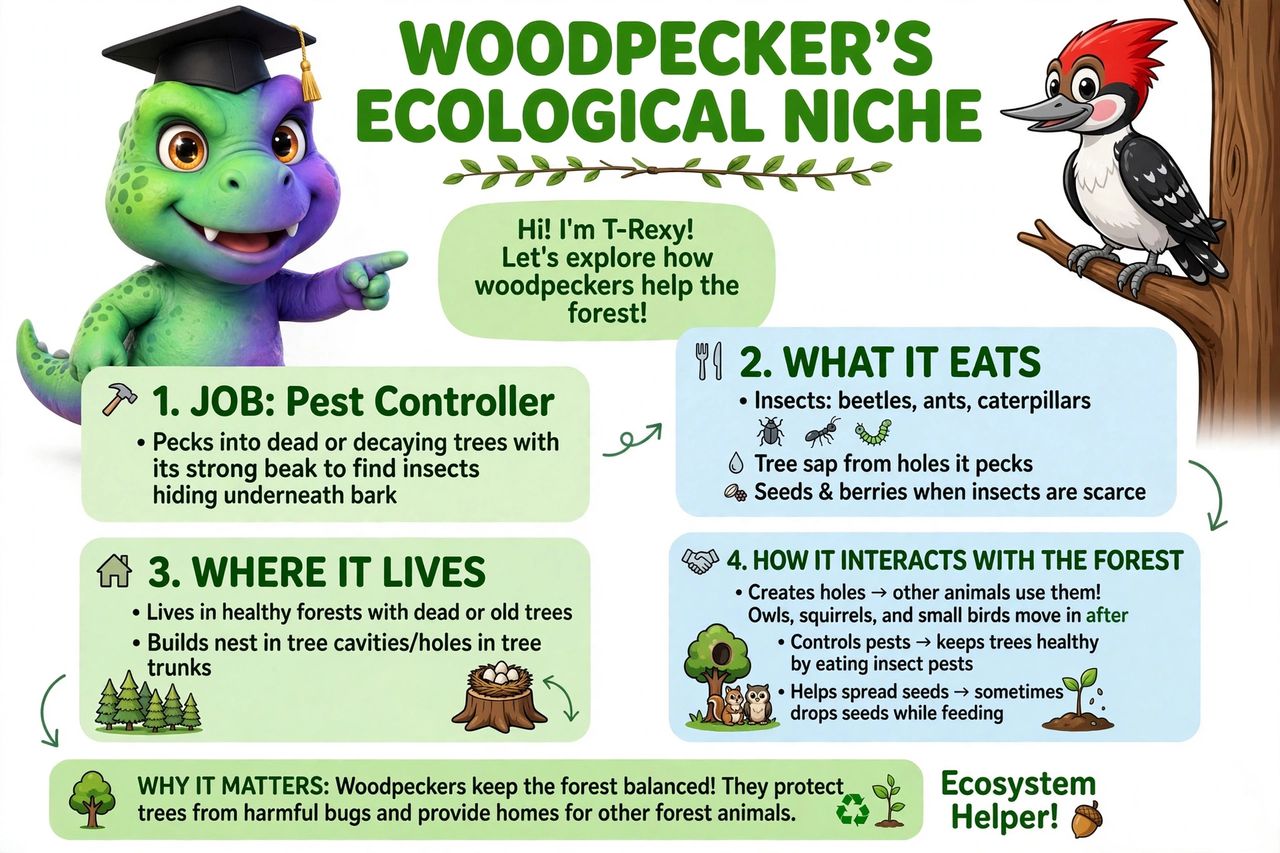 WOODPECKER'S
ECOLOGICAL NICHE
Hi! I'm T-Rexy!
Let's explore how
woodpeckers help the
forest!
1. JOB: Pest Controller
• Pecks into dead or decaying trees with
its strong beak to find insects
hiding underneath bark
2. WHAT IT EATS
• Insects: beetles, ants, caterpillars
Tree sap from holes it pecks
Seeds & berries when insects are scarce
3. WHERE IT LIVES
• Lives in healthy forests with dead or old trees
• Builds nest in tree cavities/holes in tree
trunks
4. HOW IT INTERACTS WITH THE FOREST
• Creates holes → other animals use them!
Owls, squirrels, and small birds move in after
• Controls pests → keeps trees healthy
by eating insect pests
• Helps spread seeds → sometimes
drops seeds while feeding
WHY IT MATTERS: Woodpeckers keep the forest balanced! They protect
trees from harmful bugs and provide homes for other forest animals.
Ecosystem
Helper!